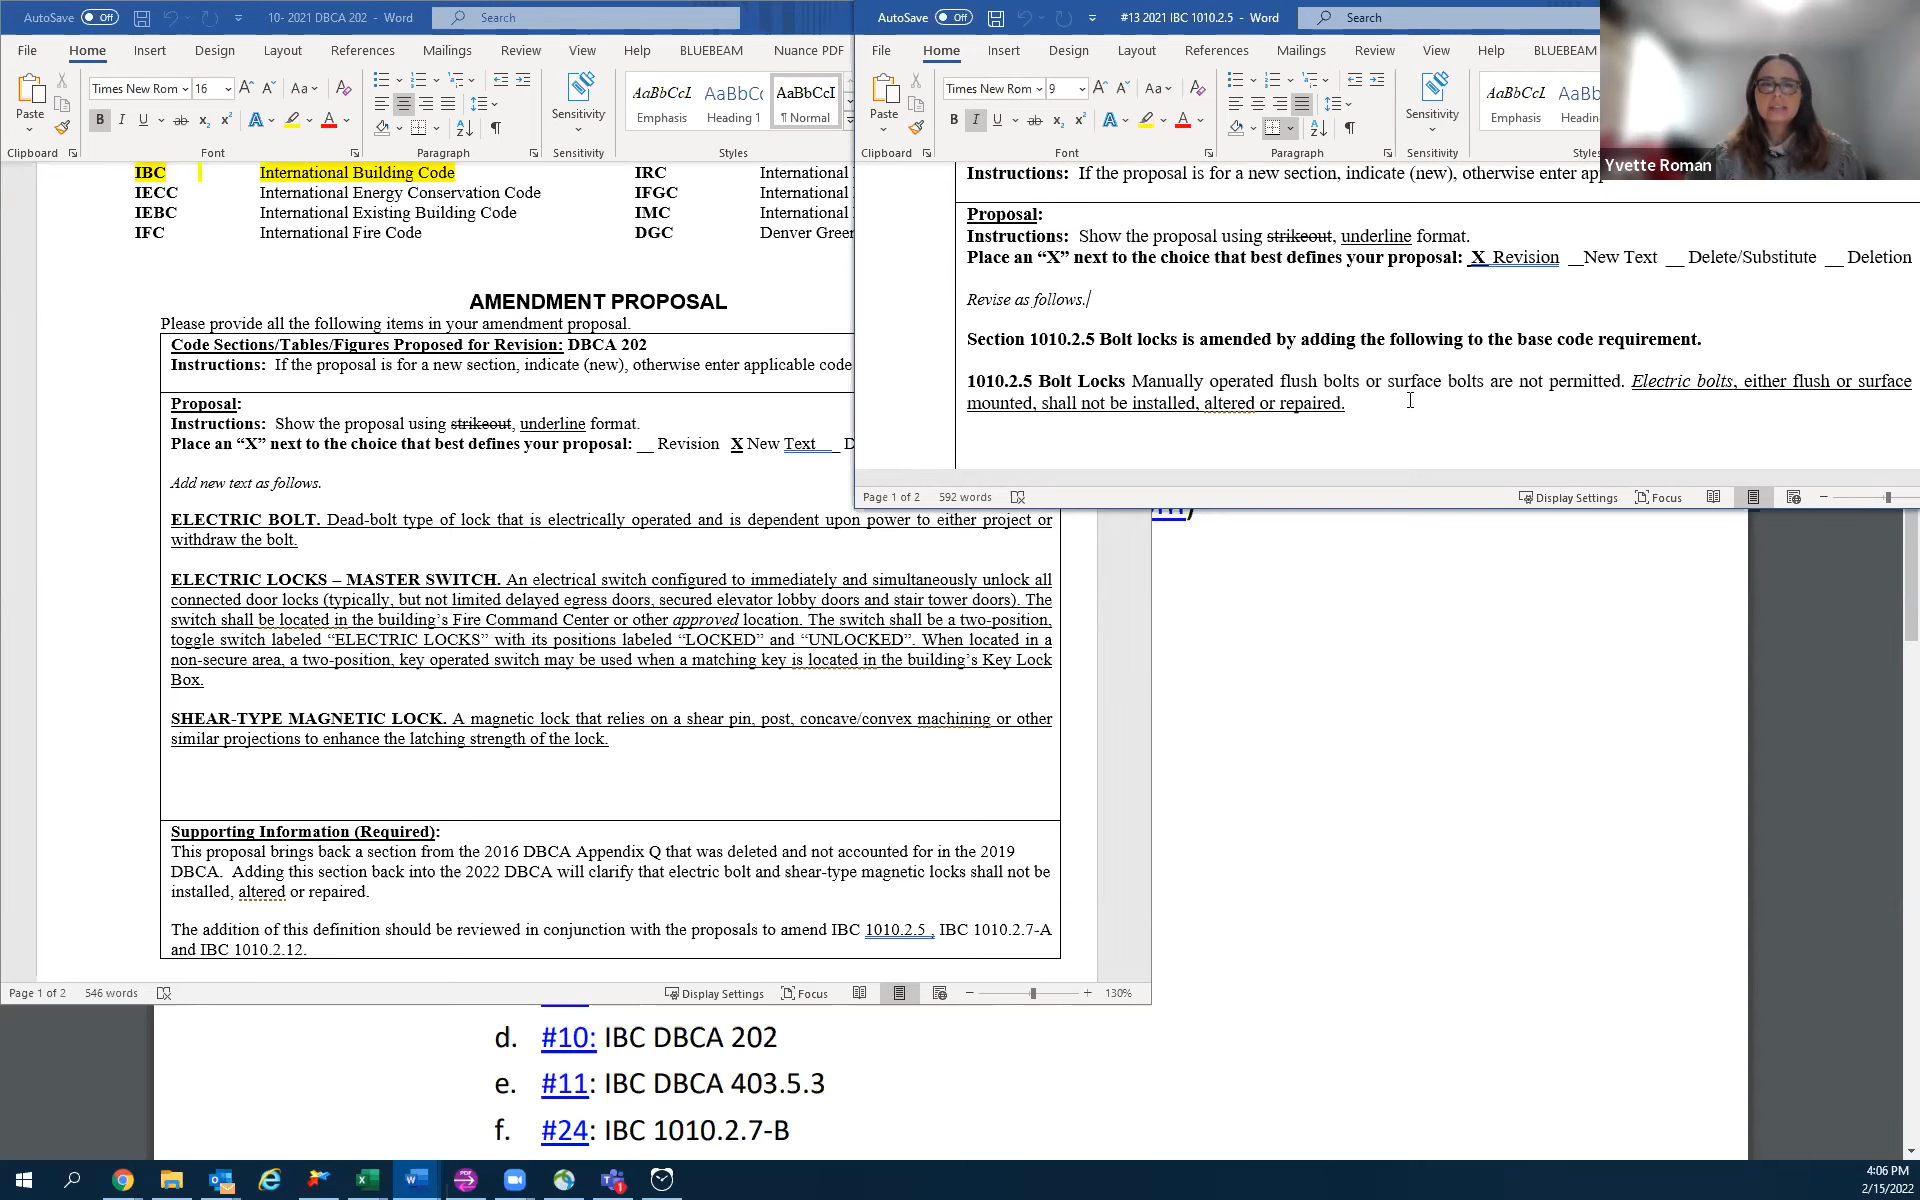 AutoSave Off 10- 2021 DBCA 202 - Word Search
File Home Insert Design Layout References Mailings Review View Help BLUEBEAM Nuance PDF
Paste Times New Rom 16 Aa Sensitivity AaBbCcI Emphasis AaBbC Heading 1 AaBbCcI ¶ Normal
Clipboard Font Paragraph Sensitivity Styles
IBC International Building Code IRC International
IECC International Energy Conservation Code IFGC International
IEBC International Existing Building Code IMC International
IFC International Fire Code DGC Denver Gree
AMENDMENT PROPOSAL
Please provide all the following items in your amendment proposal.
Code Sections/Tables/Figures Proposed for Revision: DBCA 202
Instructions: If the proposal is for a new section, indicate (new), otherwise enter applicable code
Proposal:
Instructions: Show the proposal using strikeout, underline format.
Place an “X” next to the choice that best defines your proposal: __ Revision X New Text__ D
Add new text as follows.
ELECTRIC BOLT. Dead-bolt type of lock that is electrically operated and is dependent upon power to either project or
withdraw the bolt.
ELECTRIC LOCKS – MASTER SWITCH. An electrical switch configured to immediately and simultaneously unlock all
connected door locks (typically, but not limited delayed egress doors, secured elevator lobby doors and stair tower doors). The
switch shall be located in the building’s Fire Command Center or other approved location. The switch shall be a two-position,
toggle switch labeled “ELECTRIC LOCKS” with its positions labeled “LOCKED” and “UNLOCKED”. When located in a
non-secure area, a two-position, key operated switch may be used when a matching key is located in the building’s Key Lock
Box.
SHEAR-TYPE MAGNETIC LOCK. A magnetic lock that relies on a shear pin, post, concave/convex machining or other
similar projections to enhance the latching strength of the lock.
Supporting Information (Required):
This proposal brings back a section from the 2016 DBCA Appendix Q that was deleted and not accounted for in the 2019
DBCA. Adding this section back into the 2022 DBCA will clarify that electric bolt and shear-type magnetic locks shall not be
installed, altered or repaired.
The addition of this definition should be reviewed in conjunction with the proposals to amend IBC 1010.2.5 , IBC 1010.2.7-A
and IBC 1010.2.12.
Page 1 of 2 546 words Display Settings Focus 130%
AutoSave Off #13 2021 IBC 1010.2.5 - Word Search
File Home Insert Design Layout References Mailings Review View Help BLUEBEAM
Paste Times New Rom 9 Aa Sensitivity AaBbCcI Emphasis AaBb Headin
Clipboard Font Paragraph Sensitivity Styles
Yvette Roman
Instructions: If the proposal is for a new section, indicate (new), otherwise enter ap
Proposal:
Instructions: Show the proposal using strikeout, underline format.
Place an “X” next to the choice that best defines your proposal: X Revision __New Text __ Delete/Substitute __ Deletion
Revise as follows.
Section 1010.2.5 Bolt locks is amended by adding the following to the base code requirement.
1010.2.5 Bolt Locks Manually operated flush bolts or surface bolts are not permitted. Electric bolts, either flush or surface
mounted, shall not be installed, altered or repaired.
Page 1 of 2 592 words Display Settings Focus
d. #10: IBC DBCA 202
e. #11: IBC DBCA 403.5.3
f. #24: IBC 1010.2.7-B
4:06 PM
2/15/2022